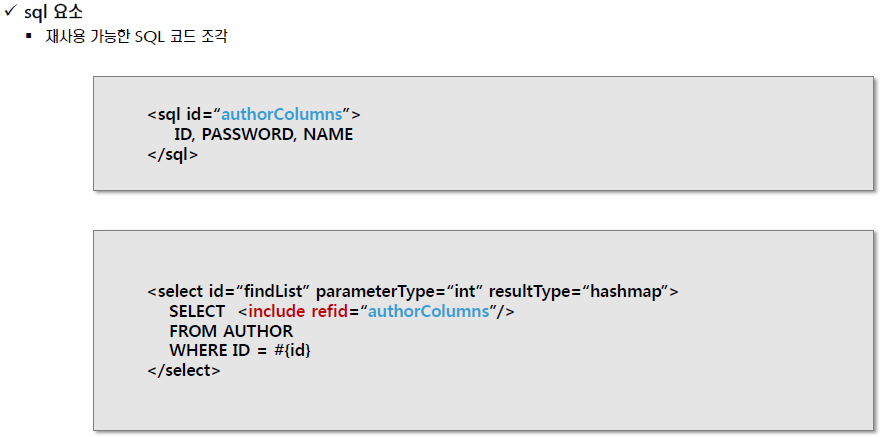 ✓ sql 요소
▪ 재사용 가능한 SQL 코드 조각
<sql id=“authorColumns”>
ID, PASSWORD, NAME
</sql>
<select id=“findList” parameterType=“int” resultType=“hashmap”>
SELECT <include refid=“authorColumns”/>
FROM AUTHOR
WHERE ID = #{id}
</select>